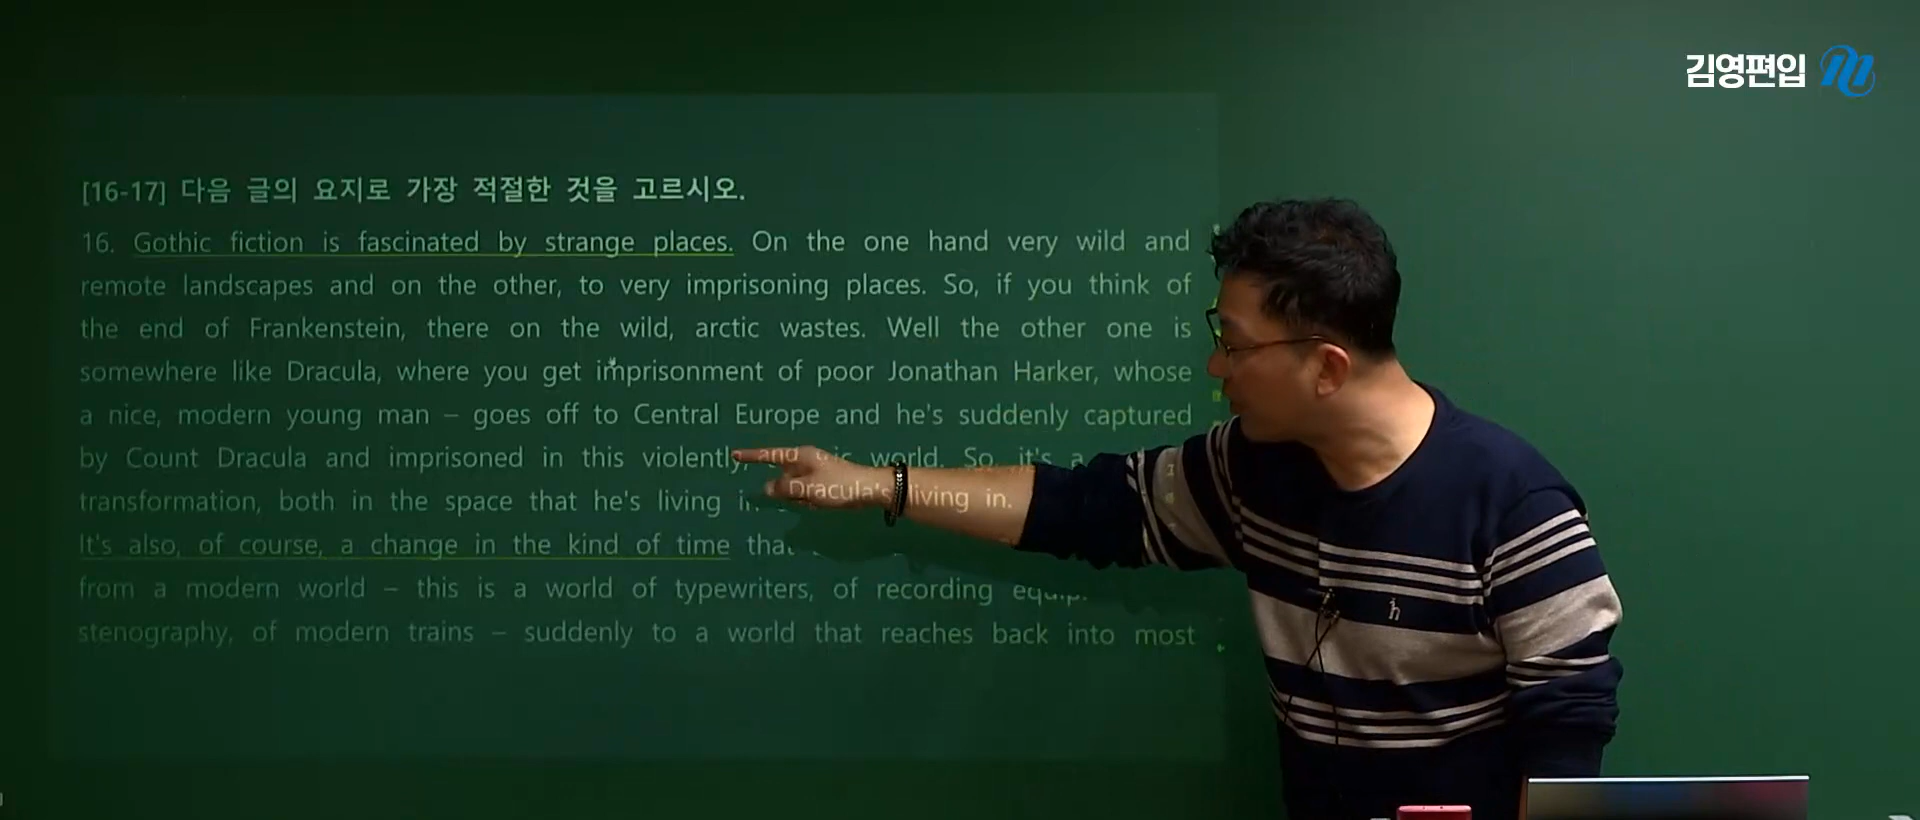 김영편입
[16-17] 다음 글의 요지로 가장 적절한 것을 고르시오.
16. Gothic fiction is fascinated by strange places. On the one hand very wild and
remote landscapes and on the other, to very imprisoning places. So, if you think of
the end of Frankenstein, there on the wild, arctic wastes. Well the other one is
somewhere like Dracula, where you get imprisonment of poor Jonathan Harker, whose
a nice, modern young man – goes off to Central Europe and he's suddenly captured
by Count Dracula and imprisoned in this violently, and world. So, it's a
transformation, both in the space that he's living in. Dracula's living in.
It's also, of course, a change in the kind of time that
from a modern world – this is a world of typewriters, of recording
stenography, of modern trains – suddenly to a world that reaches back into most